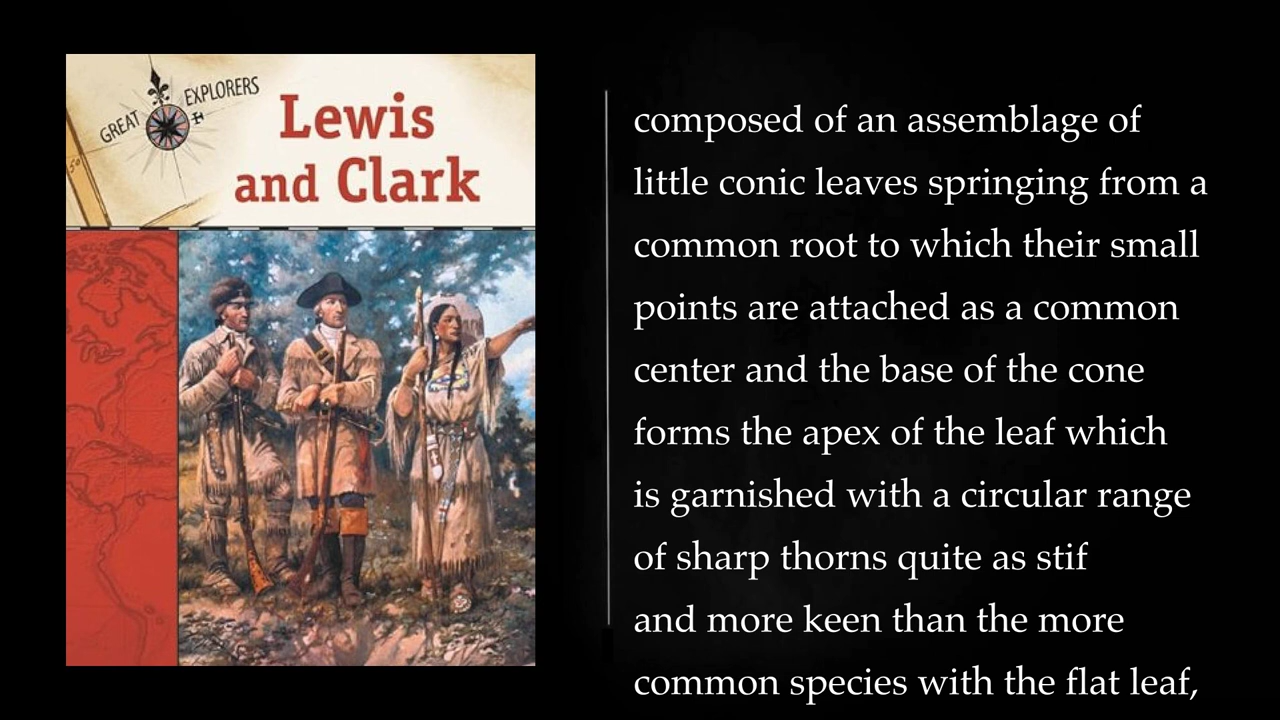 GREAT EXPLORERS
Lewis
and Clark
50
composed of an assemblage of
little conic leaves springing from a
common root to which their small
points are attached as a common
center and the base of the cone
forms the apex of the leaf which
is garnished with a circular range
of sharp thorns quite as stif
and more keen than the more
common species with the flat leaf,